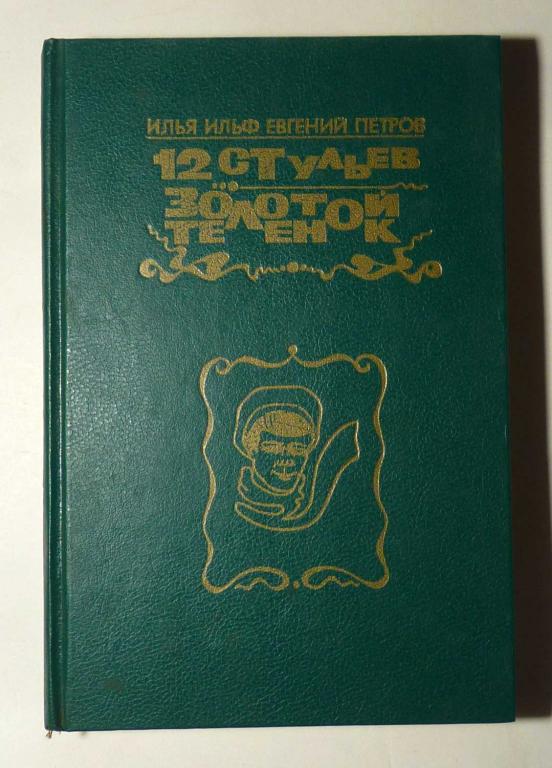 ИЛЬЯ ИЛЬФ ЕВГЕНИЙ ПЕТРОВ
12 СТУЛЬЕВ
ЗОЛОТОЙ
ТЕЛЕНОК